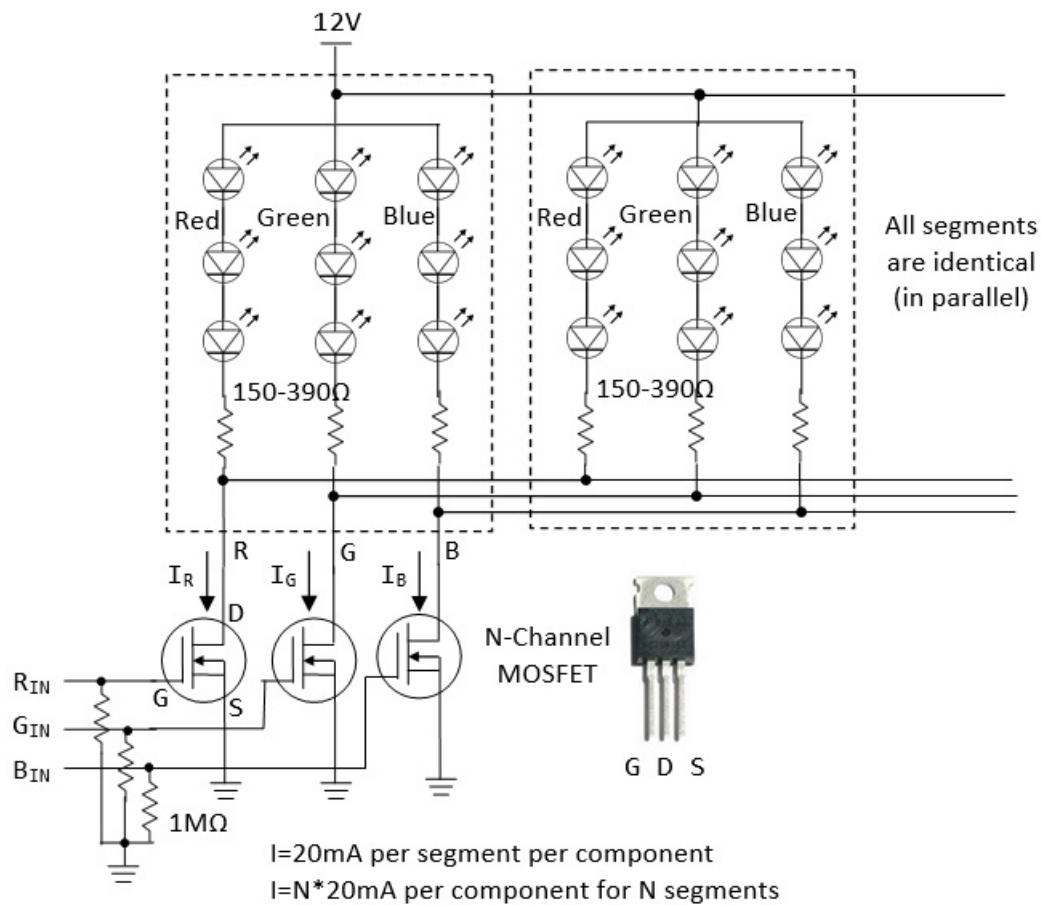 12V
Red
Green
Blue
Red
Green
Blue
All segments
are identical
(in parallel)
150-390Ω
150-390Ω
R
G
B
IR
IG
IB
D
N-Channel
MOSFET
RIN
G
S
GIN
BIN
G D S
1MΩ
I=20mA per segment per component
I=N*20mA per component for N segments